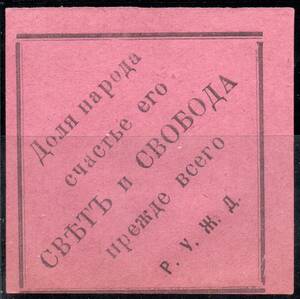 Доля народа
счастье его
СВѢТЪ и СВОБОДА
прежде всего
Р. У. Ж. Д.